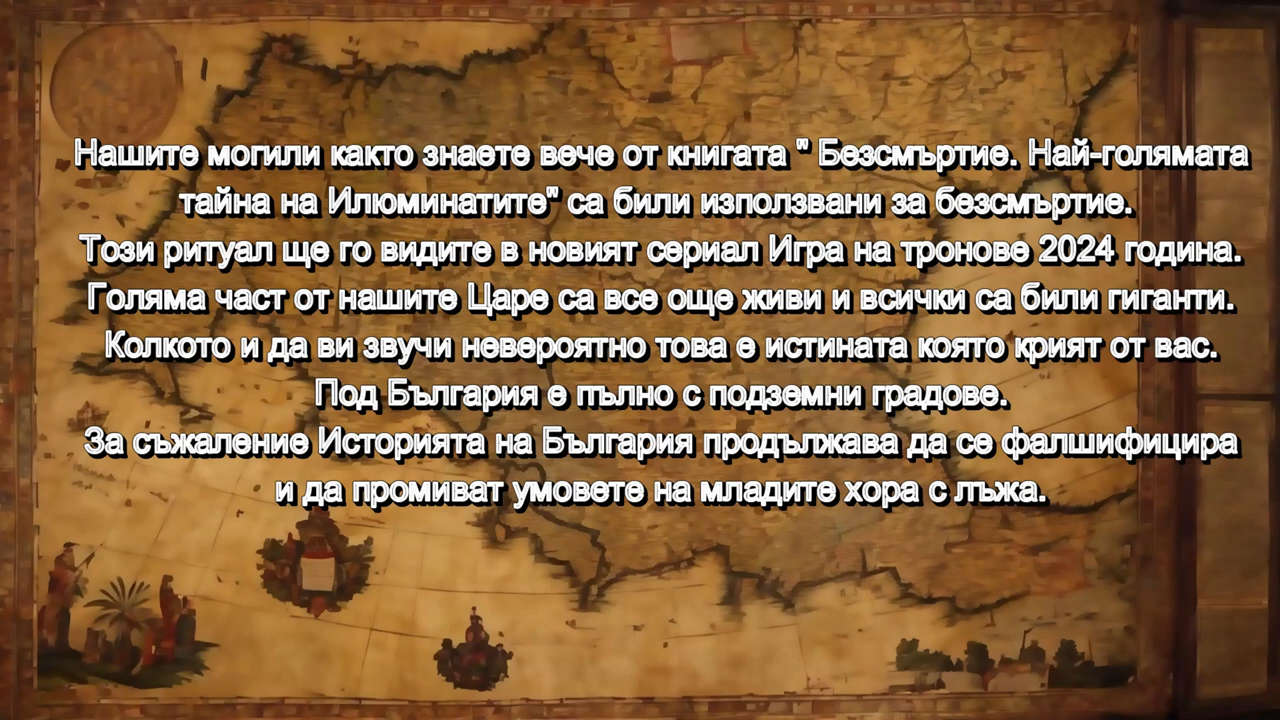 Нашите могили както знаете вече от книгата " Безсмъртие. Най-голямата
тайна на Илюминатите" са били използвани за безсмъртие.
Този ритуал ще го видите в новият сериал Игра на тронове 2024 година.
Голяма част от нашите Царе са все още живи и всички са били гиганти.
Колкото и да ви звучи невероятно това е истината която крият от вас.
Под България е пълно с подземни градове.
За съжаление Историята на България продължава да се фалшифицира
и да промиват умовете на младите хора с лъжа.